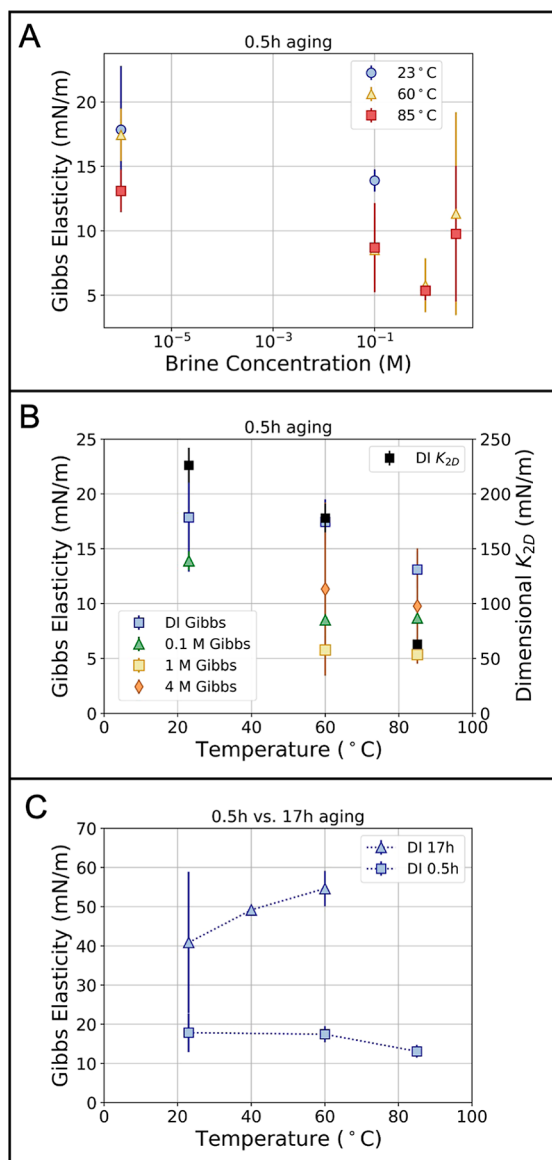 A
0.5h aging
Gibbs Elasticity (mN/m)
20
15
10
5
23°C
60°C
85°C
10⁻⁵
10⁻³
10⁻¹
Brine Concentration (M)
B
0.5h aging
Gibbs Elasticity (mN/m)
25
20
15
10
5
0
DI K₂D
DI Gibbs
0.1 M Gibbs
1 M Gibbs
4 M Gibbs
250
200
150
100
50
0
Dimensional K₂D (mN/m)
0
20
40
60
80
100
Temperature (°C)
C
0.5h vs. 17h aging
Gibbs Elasticity (mN/m)
70
60
50
40
30
20
10
0
DI 17h
DI 0.5h
0
20
40
60
80
100
Temperature (°C)